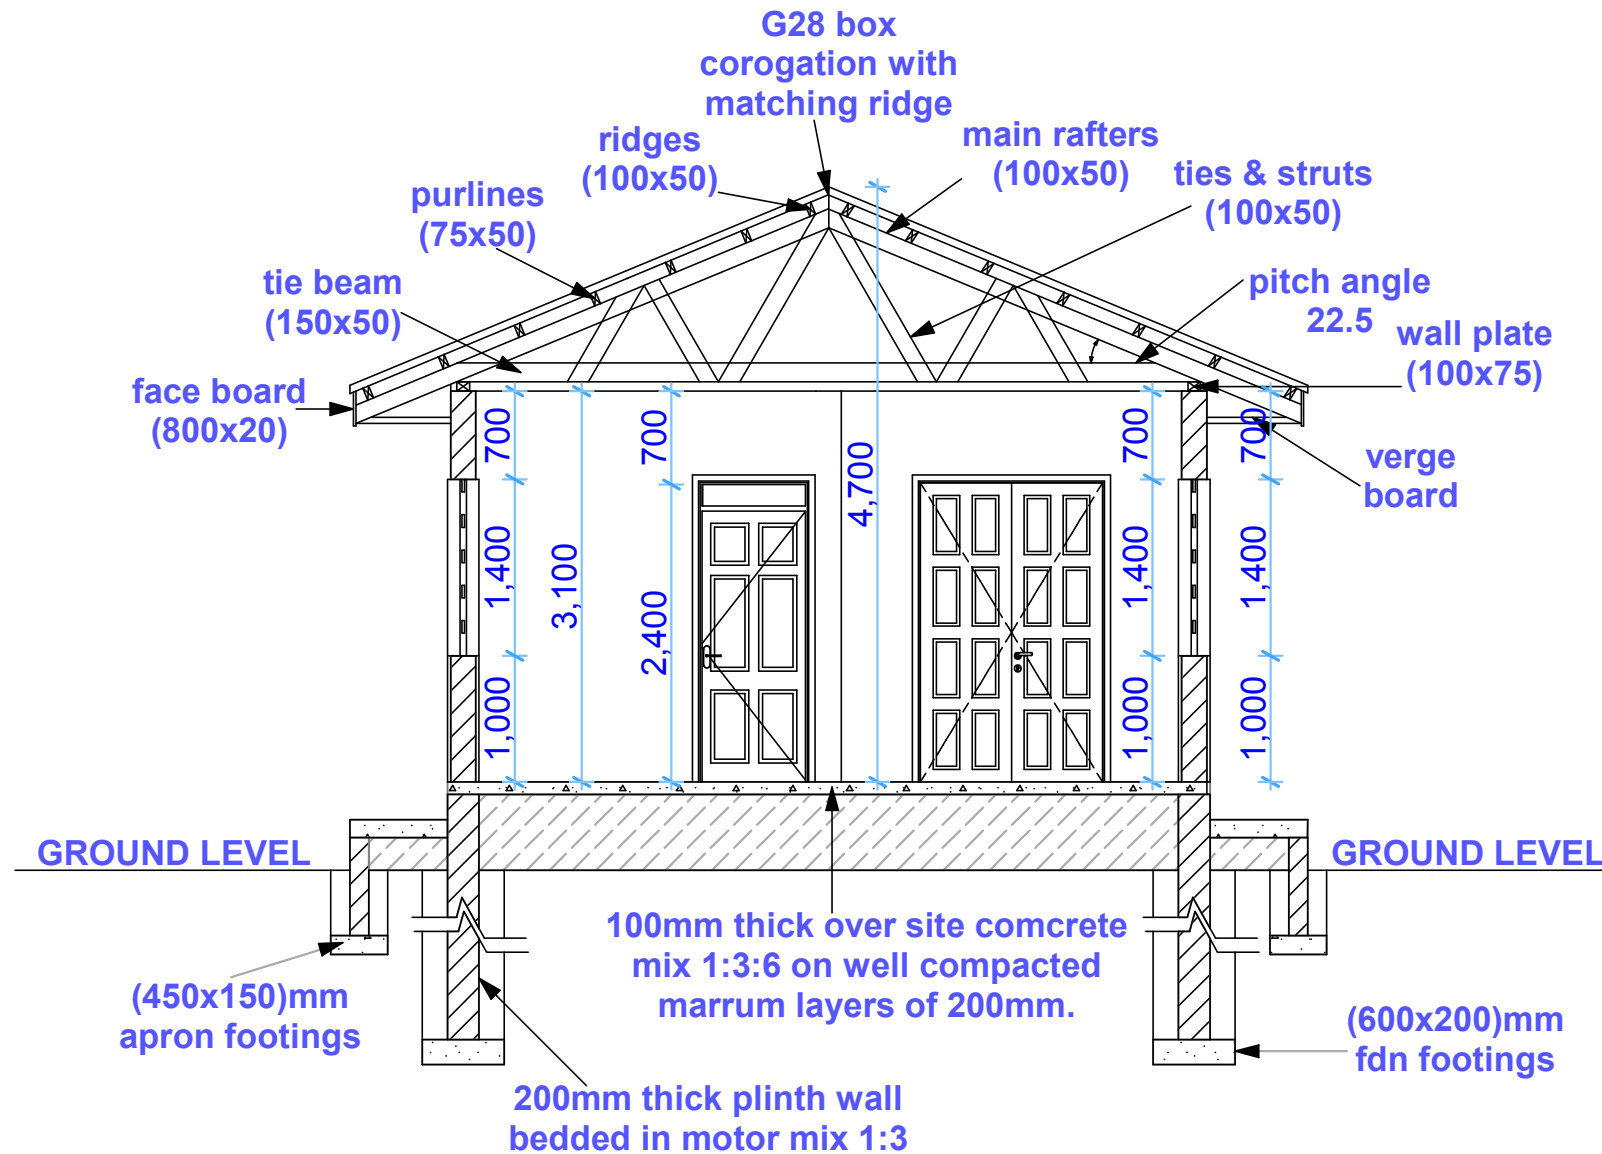 G28 box
corogation with
matching ridge
ridges
(100x50)
main rafters
(100x50)
ties & struts
(100x50)
purlines
(75x50)
tie beam
(150x50)
pitch angle
22.5
wall plate
(100x75)
face board
(800x20)
verge
board
700
1,400
1,000
3,100
700
2,400
4,700
700
1,400
1,000
700
1,400
1,000
GROUND LEVEL
GROUND LEVEL
100mm thick over site comcrete
mix 1:3:6 on well compacted
marrum layers of 200mm.
(450x150)mm
apron footings
(600x200)mm
fdn footings
200mm thick plinth wall
bedded in motor mix 1:3